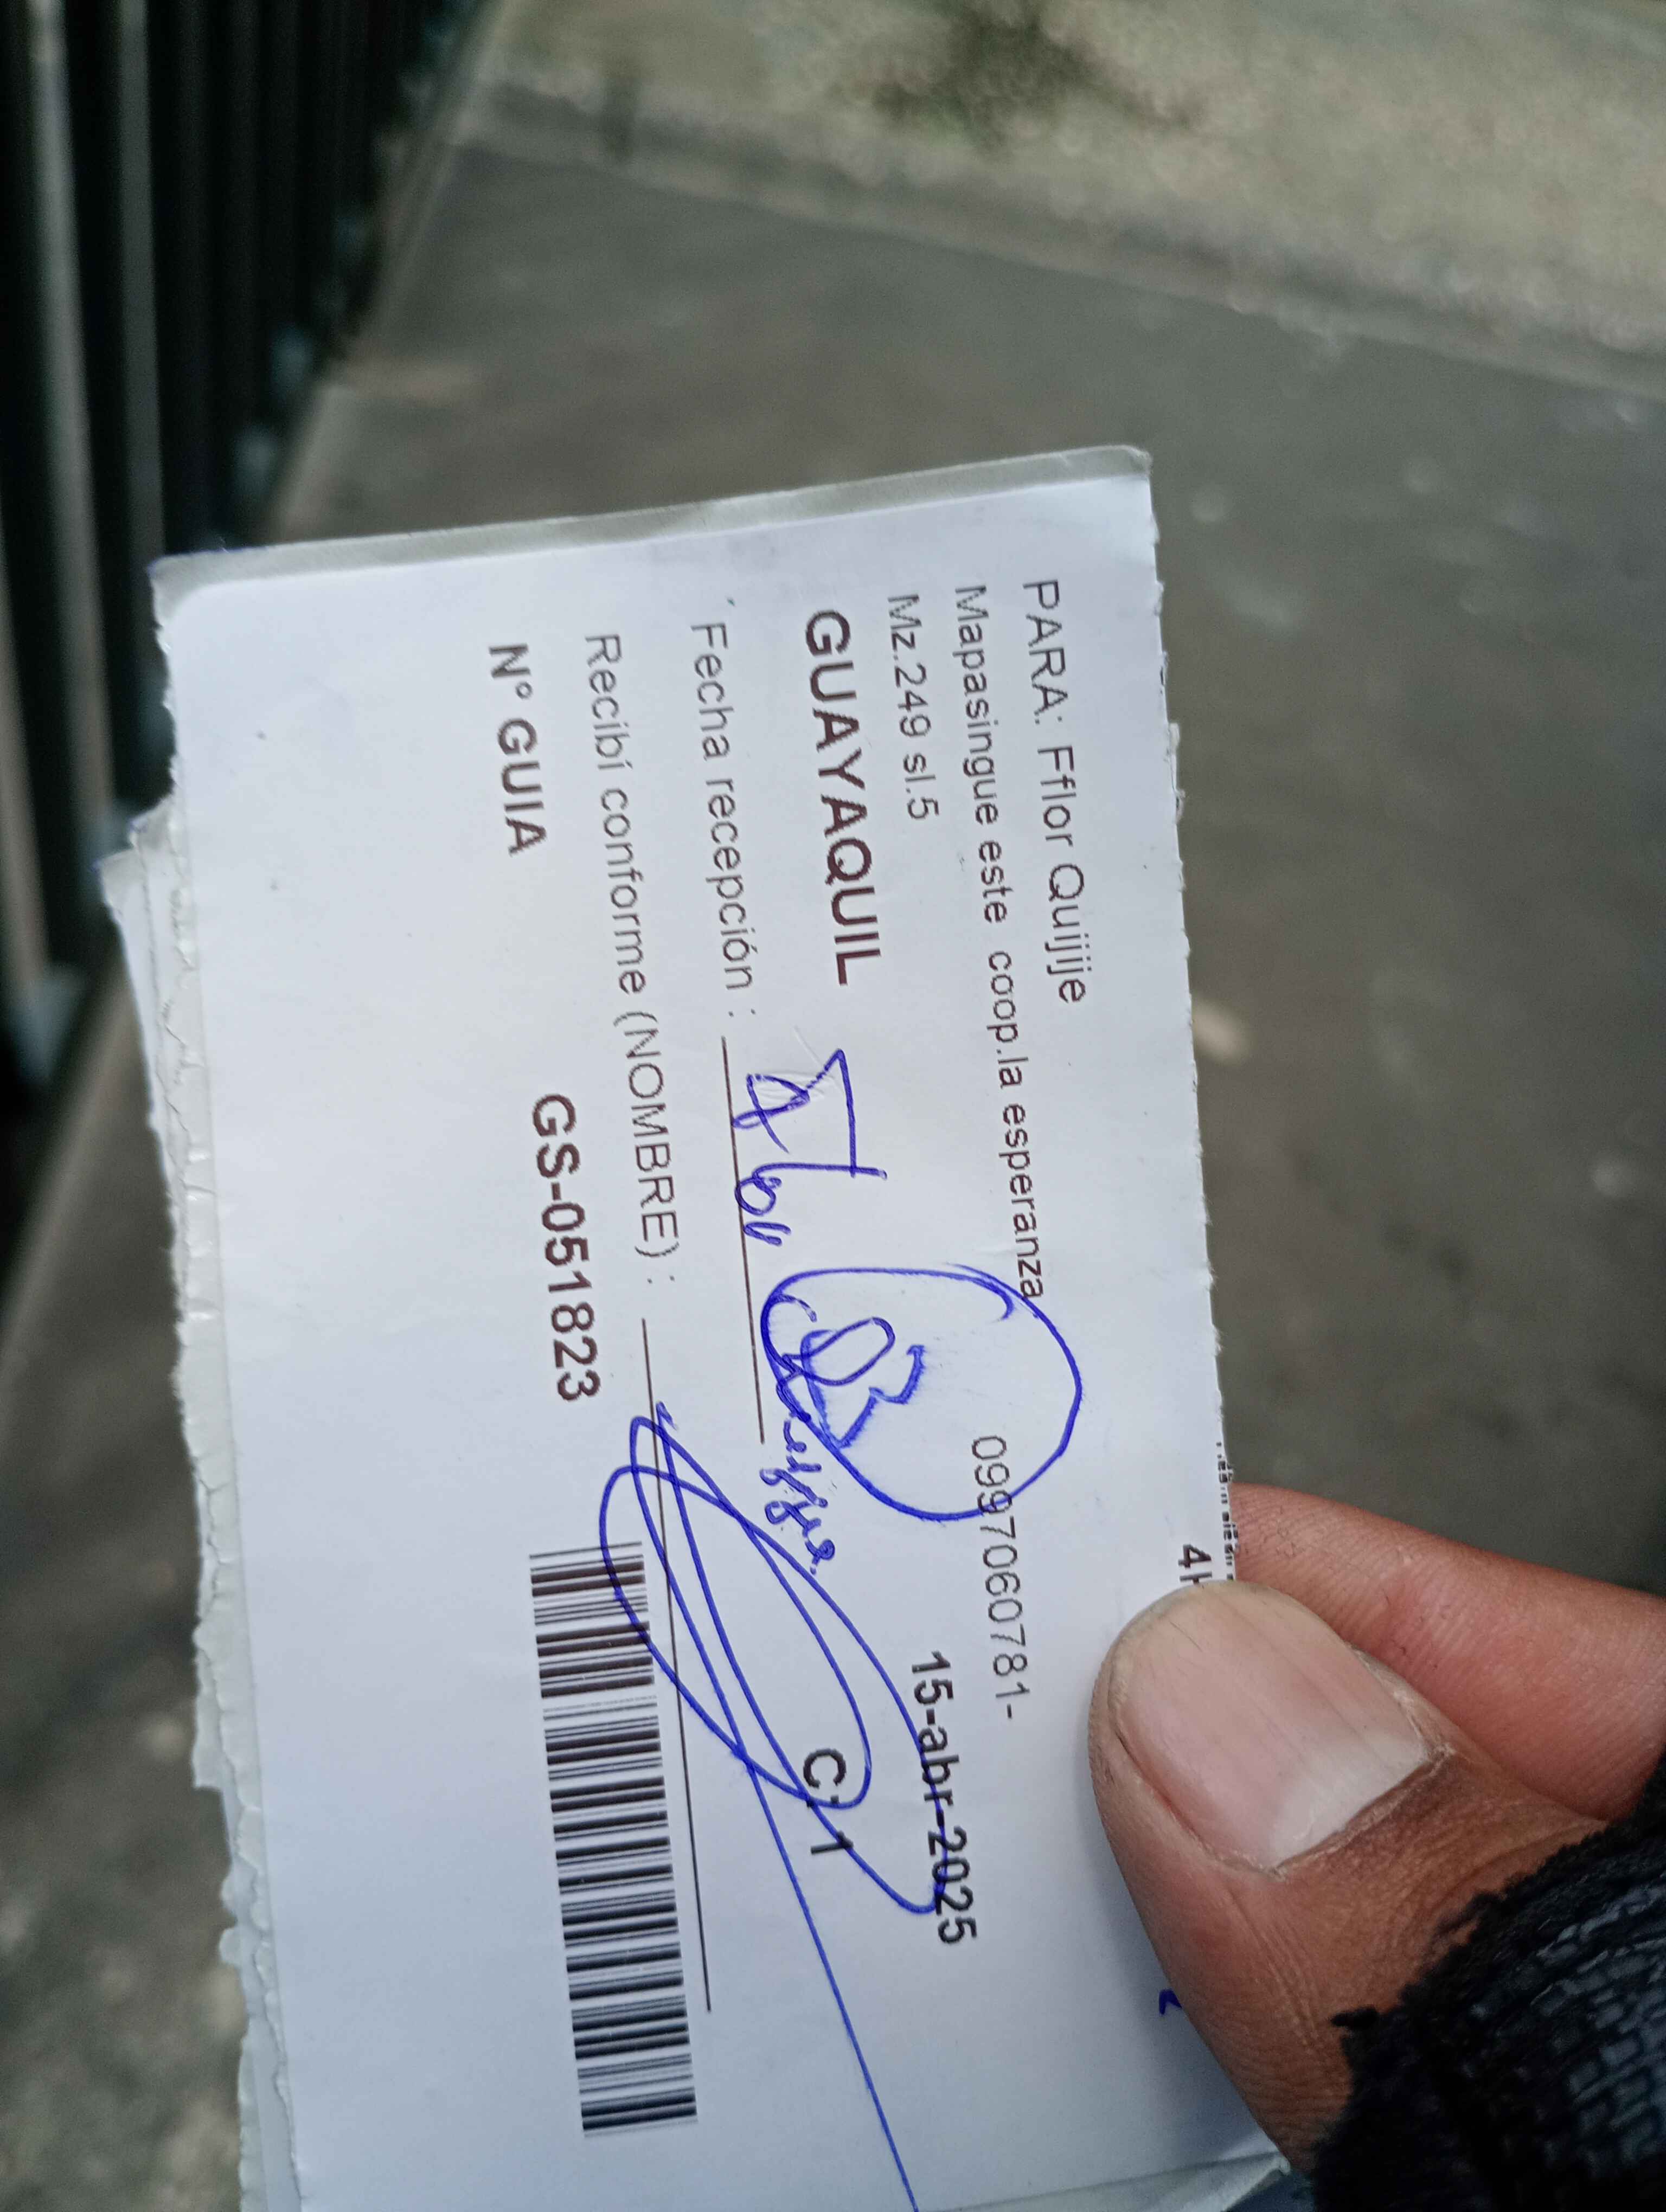 4H
PARA: Fflor Quijije
Mapasingue este coop.la esperanza
0997060781-
Mz.249 sl.5
15-abr-2025
GUAYAQUIL
C 1
Fecha recepción :
Recibí conforme (NOMBRE) :
N° GUIA GS-051823